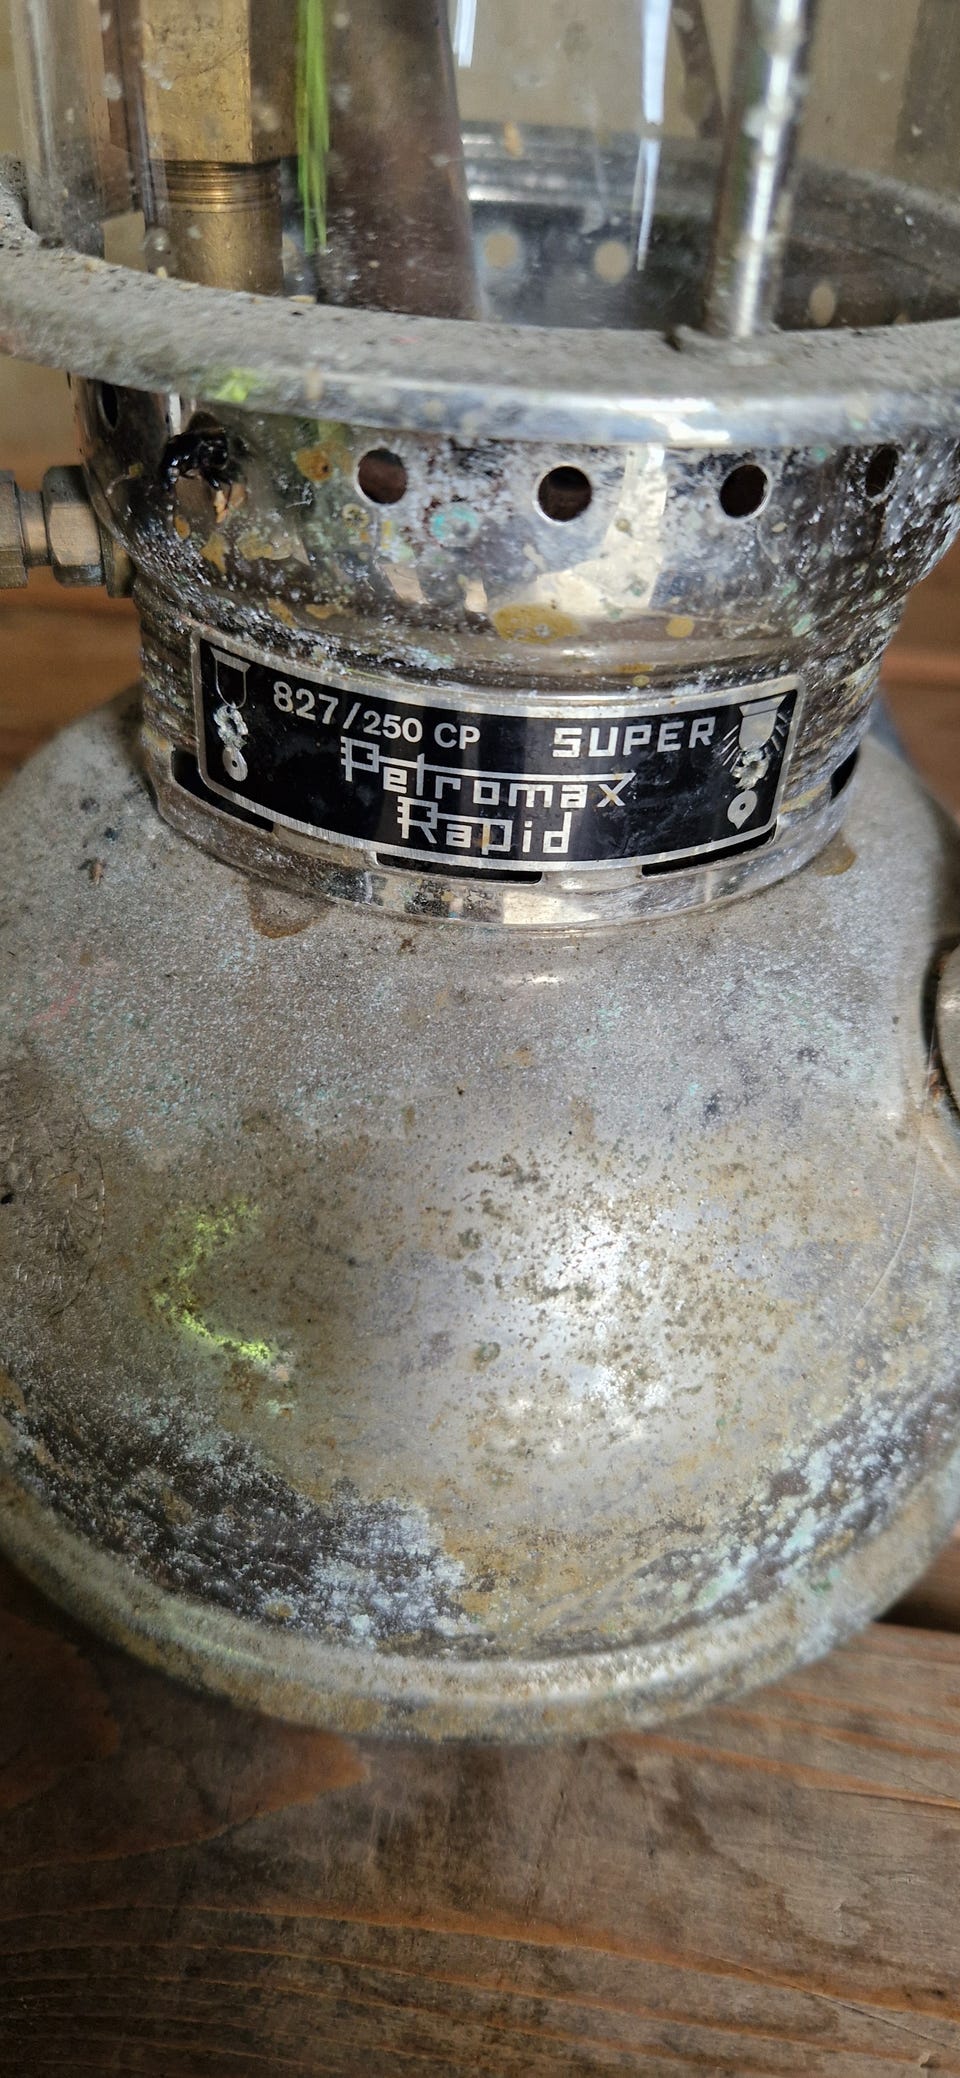 827/250 CP SUPER
Petromax
Rapid